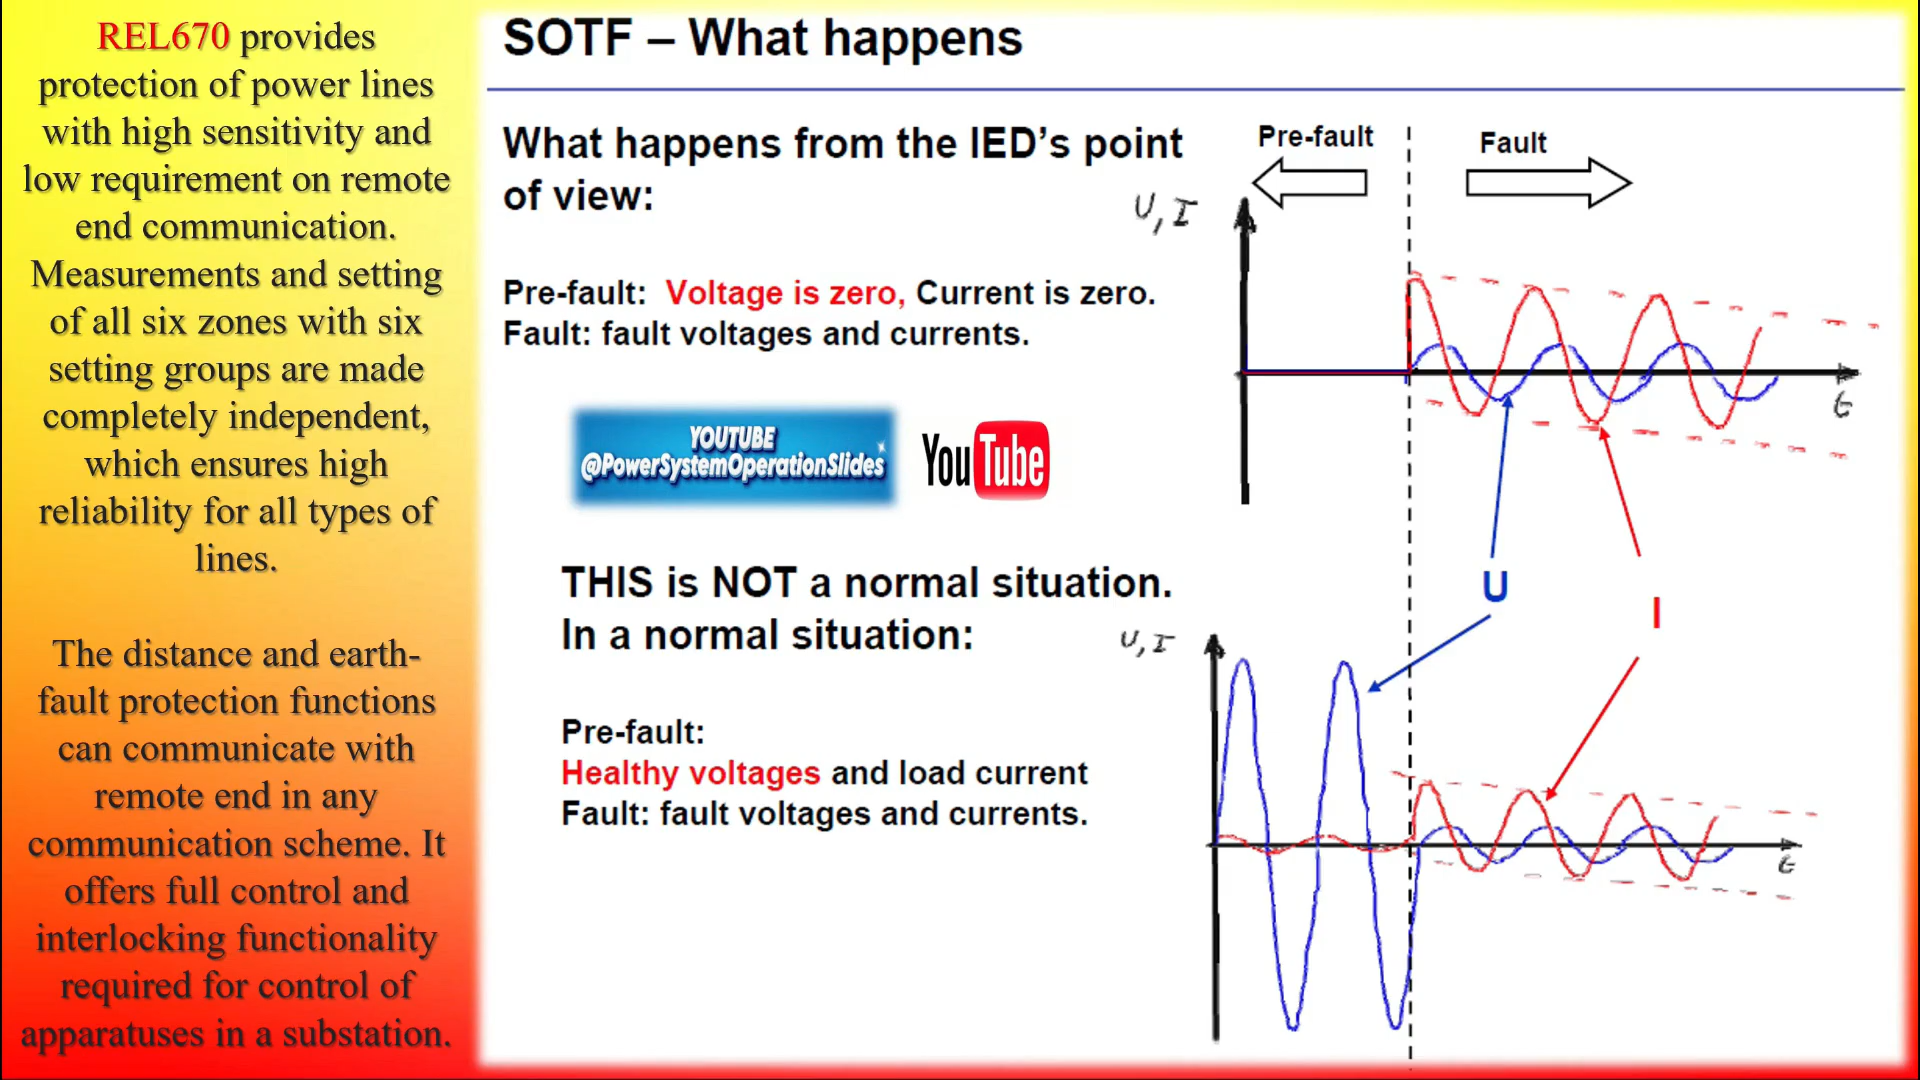 REL670 provides
protection of power lines
with high sensitivity and
low requirement on remote
end communication.
Measurements and setting
of all six zones with six
setting groups are made
completely independent,
which ensures high
reliability for all types of
lines.
The distance and earth-
fault protection functions
can communicate with
remote end in any
communication scheme. It
offers full control and
interlocking functionality
required for control of
apparatuses in a substation.
SOTF – What happens
What happens from the IED's point
of view:
Pre-fault: Voltage is zero, Current is zero.
Fault: fault voltages and currents.
YOUTUBE
@PowerSystemOperationSlides
YouTube
THIS is NOT a normal situation.
In a normal situation:
Pre-fault:
Healthy voltages and load current
Fault: fault voltages and currents.
Pre-fault
Fault
U, I
t
U
I
U, I
t